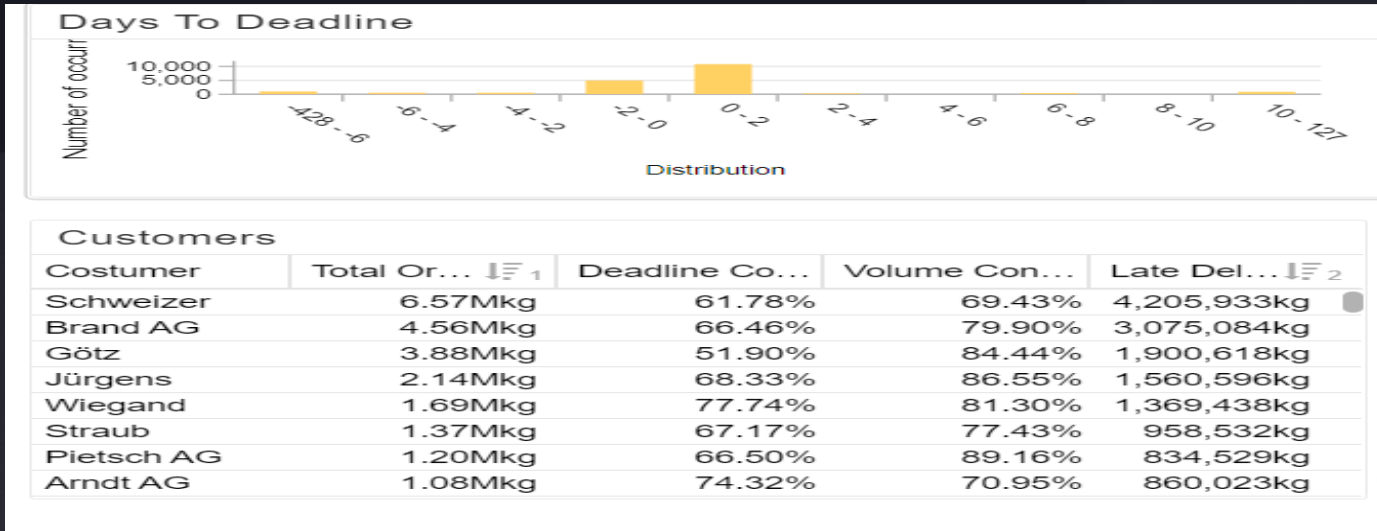 Days To Deadline
Number of occurr
10,000
5,000
0
-428 - -6
-6 - -4
-4 - -2
-2 - 0
0 - 2
2 - 4
4 - 6
6 - 8
8 - 10
10 - 127
Distribution
Customers
Costumer Total Or... 1 Deadline Co... Volume Con... Late Del... 2
Schweizer 6.57Mkg 61.78% 69.43% 4,205,933kg
Brand AG 4.56Mkg 66.46% 79.90% 3,075,084kg
Götz 3.88Mkg 51.90% 84.44% 1,900,618kg
Jürgens 2.14Mkg 68.33% 86.55% 1,560,596kg
Wiegand 1.69Mkg 77.74% 81.30% 1,369,438kg
Straub 1.37Mkg 67.17% 77.43% 958,532kg
Pietsch AG 1.20Mkg 66.50% 89.16% 834,529kg
Arndt AG 1.08Mkg 74.32% 70.95% 860,023kg